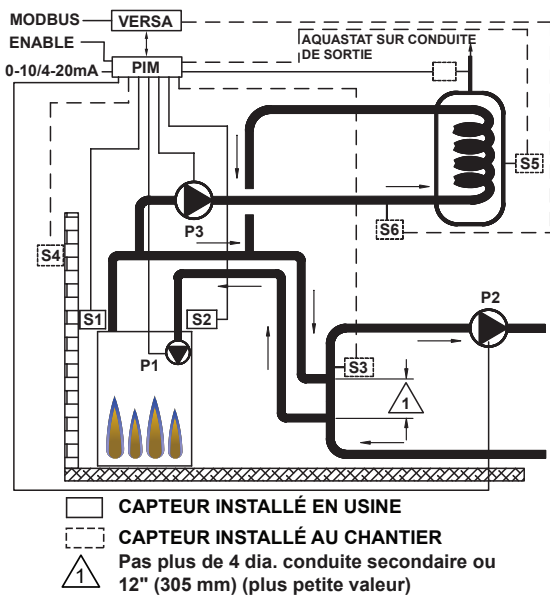 MODBUS
VERSA
ENABLE
AQUASTAT SUR CONDUITE
DE SORTIE
0-10/4-20mA
PIM
S5
P3
S6
S4
P2
S1
S2
P1
S3
1
CAPTEUR INSTALLÉ EN USINE
CAPTEUR INSTALLÉ AU CHANTIER
1
Pas plus de 4 dia. conduite secondaire ou
12" (305 mm) (plus petite valeur)